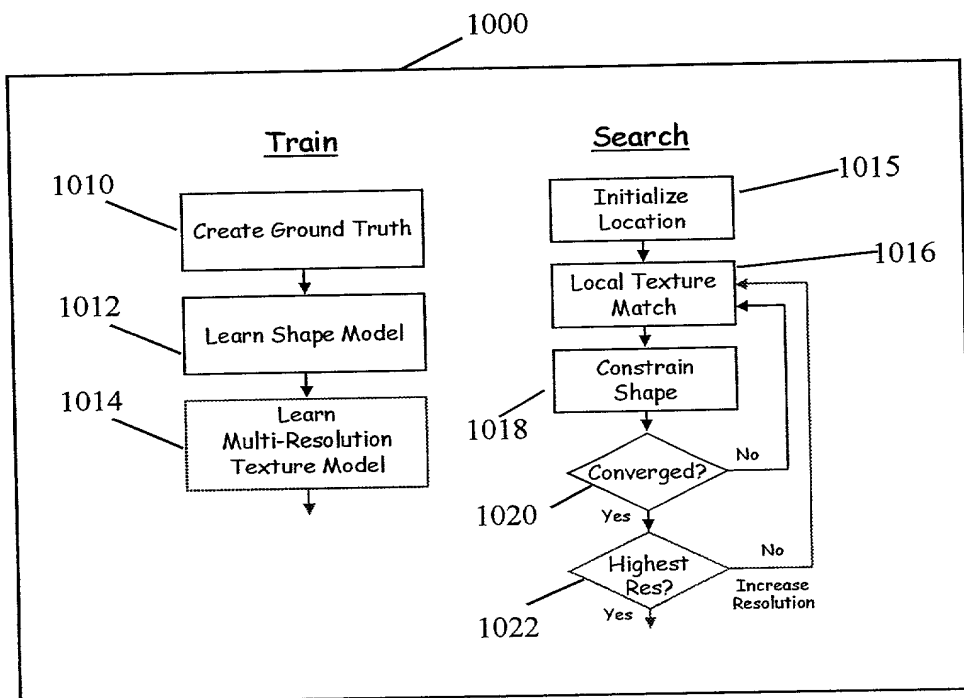 1000
Train
1010
Create Ground Truth
1012
Learn Shape Model
1014
Learn
Multi-Resolution
Texture Model
Search
1015
Initialize
Location
1016
Local Texture
Match
Constrain
Shape
1018
Converged?
No
1020
Yes
Highest
Res?
No
Increase
Resolution
1022
Yes